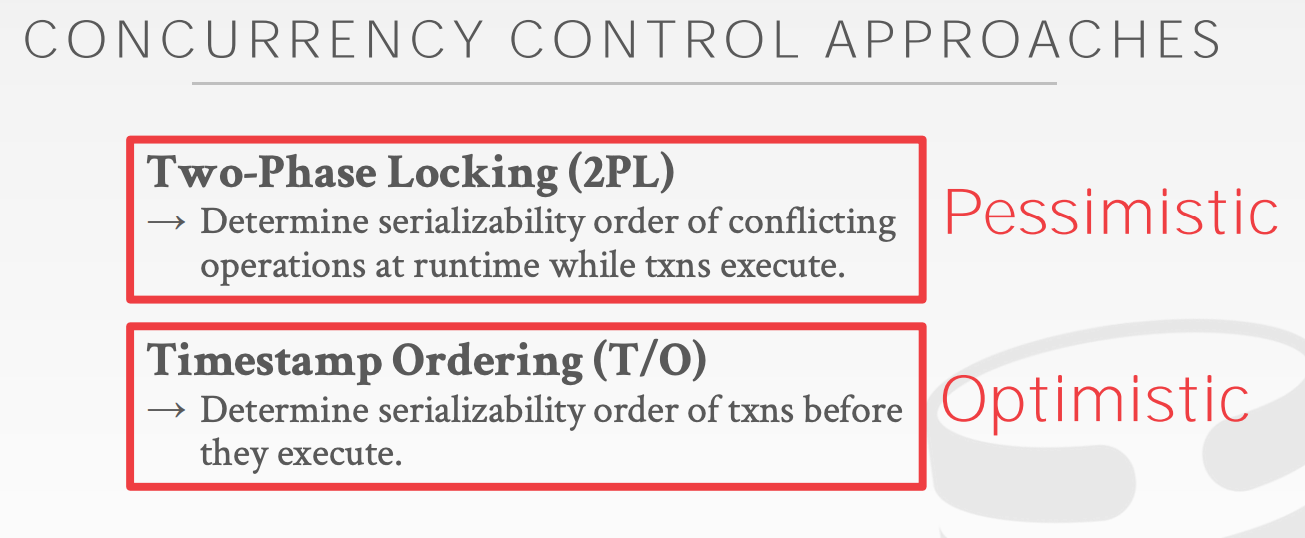 CONCURRENCY CONTROL APPROACHES
Two-Phase Locking (2PL)
→ Determine serializability order of conflicting
operations at runtime while txns execute.
Pessimistic
Timestamp Ordering (T/O)
→ Determine serializability order of txns before
they execute.
Optimistic